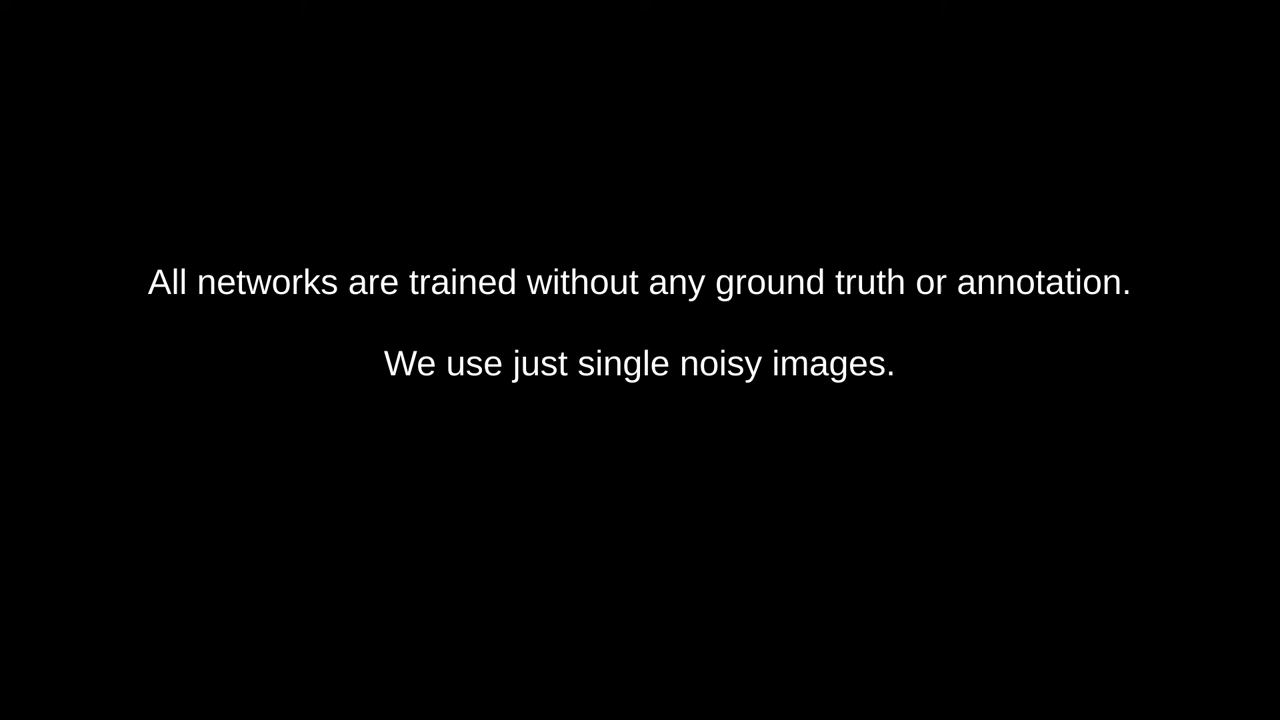 All networks are trained without any ground truth or annotation.
We use just single noisy images.